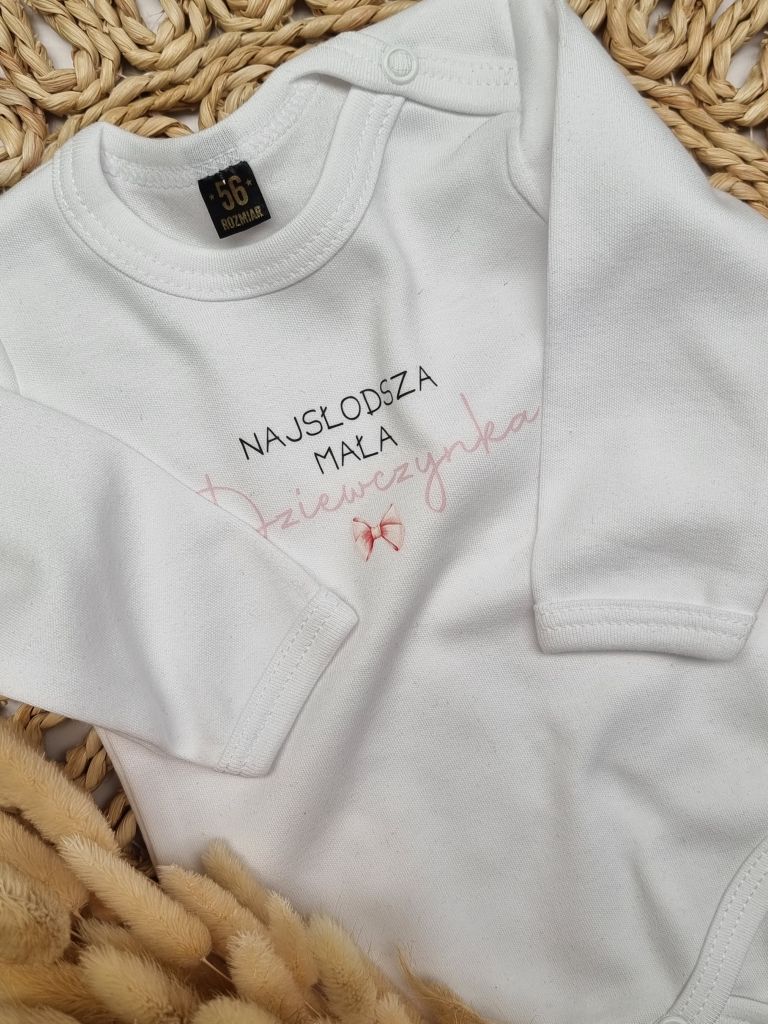 56
ROZMIAR
NAJSŁODSZA
MAŁA
Dziewczynka